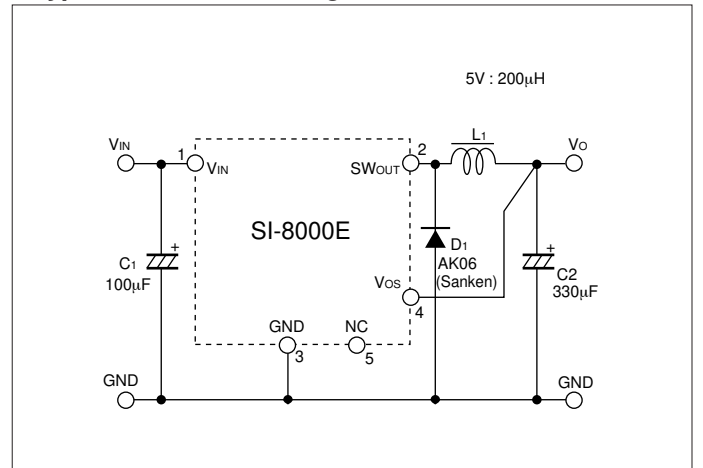 5V : 200µH
L1
VIN
1
VIN
2
SWOUT
VO
SI-8000E
C1
100µF
+
D1
AK06
(Sanken)
+
C2
330µF
VOS
4
GND
3
NC
5
GND
GND